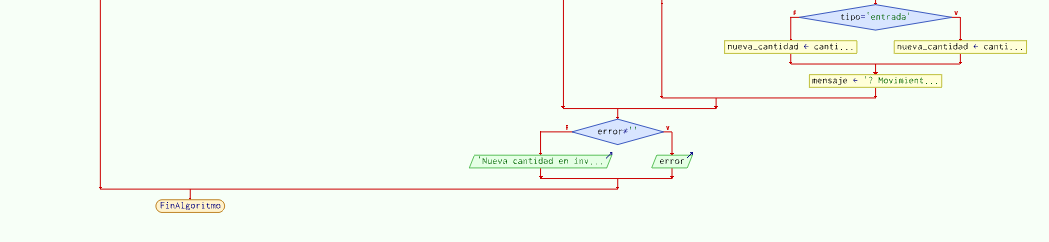 F
V
tipo='entrada'
nueva_cantidad ← canti...
nueva_cantidad ← canti...
mensaje ← '? Movimient...
F
V
error≠''
'Nueva cantidad en inv...
error
FinAlgoritmo